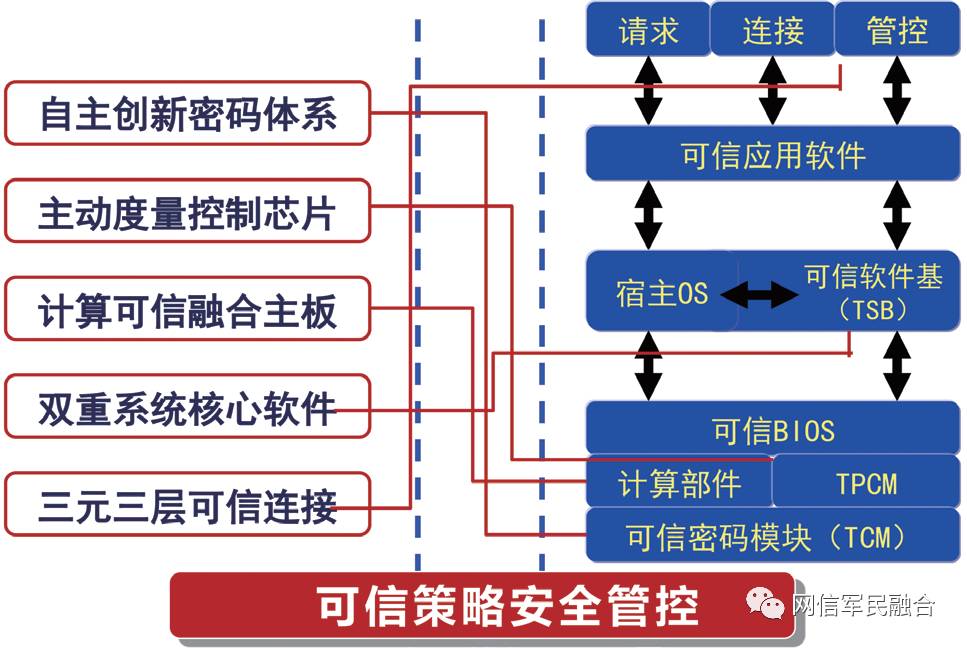 请求 连接 管控
自主创新密码体系
可信应用软件
主动度量控制芯片
宿主OS
可信软件基
（TSB）
计算可信融合主板
双重系统核心软件
可信BIOS
计算部件 TPCM
三元三层可信连接
可信密码模块（TCM）
可信策略安全管控
网信军民融合